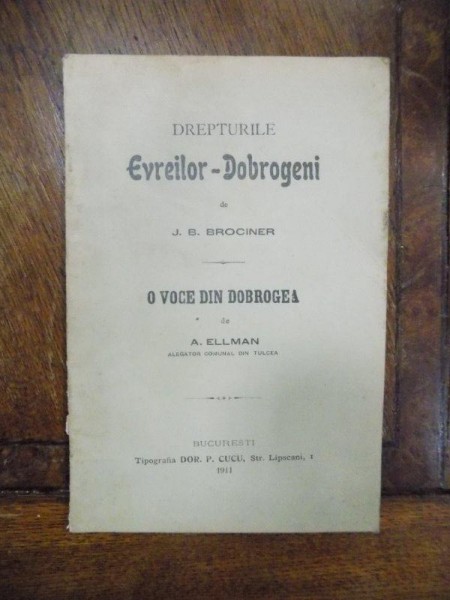 DREPTURILE
Evreilor-Dobrogeni
de
J. B. BROCINER
O VOCE DIN DOBROGEA
de
A. ELLMAN
ALEGATOR COMUNAL DIN TULCEA
BUCURESTI
Tipografia DOR. P. CUCU, Str. Lipscani, 1
1911